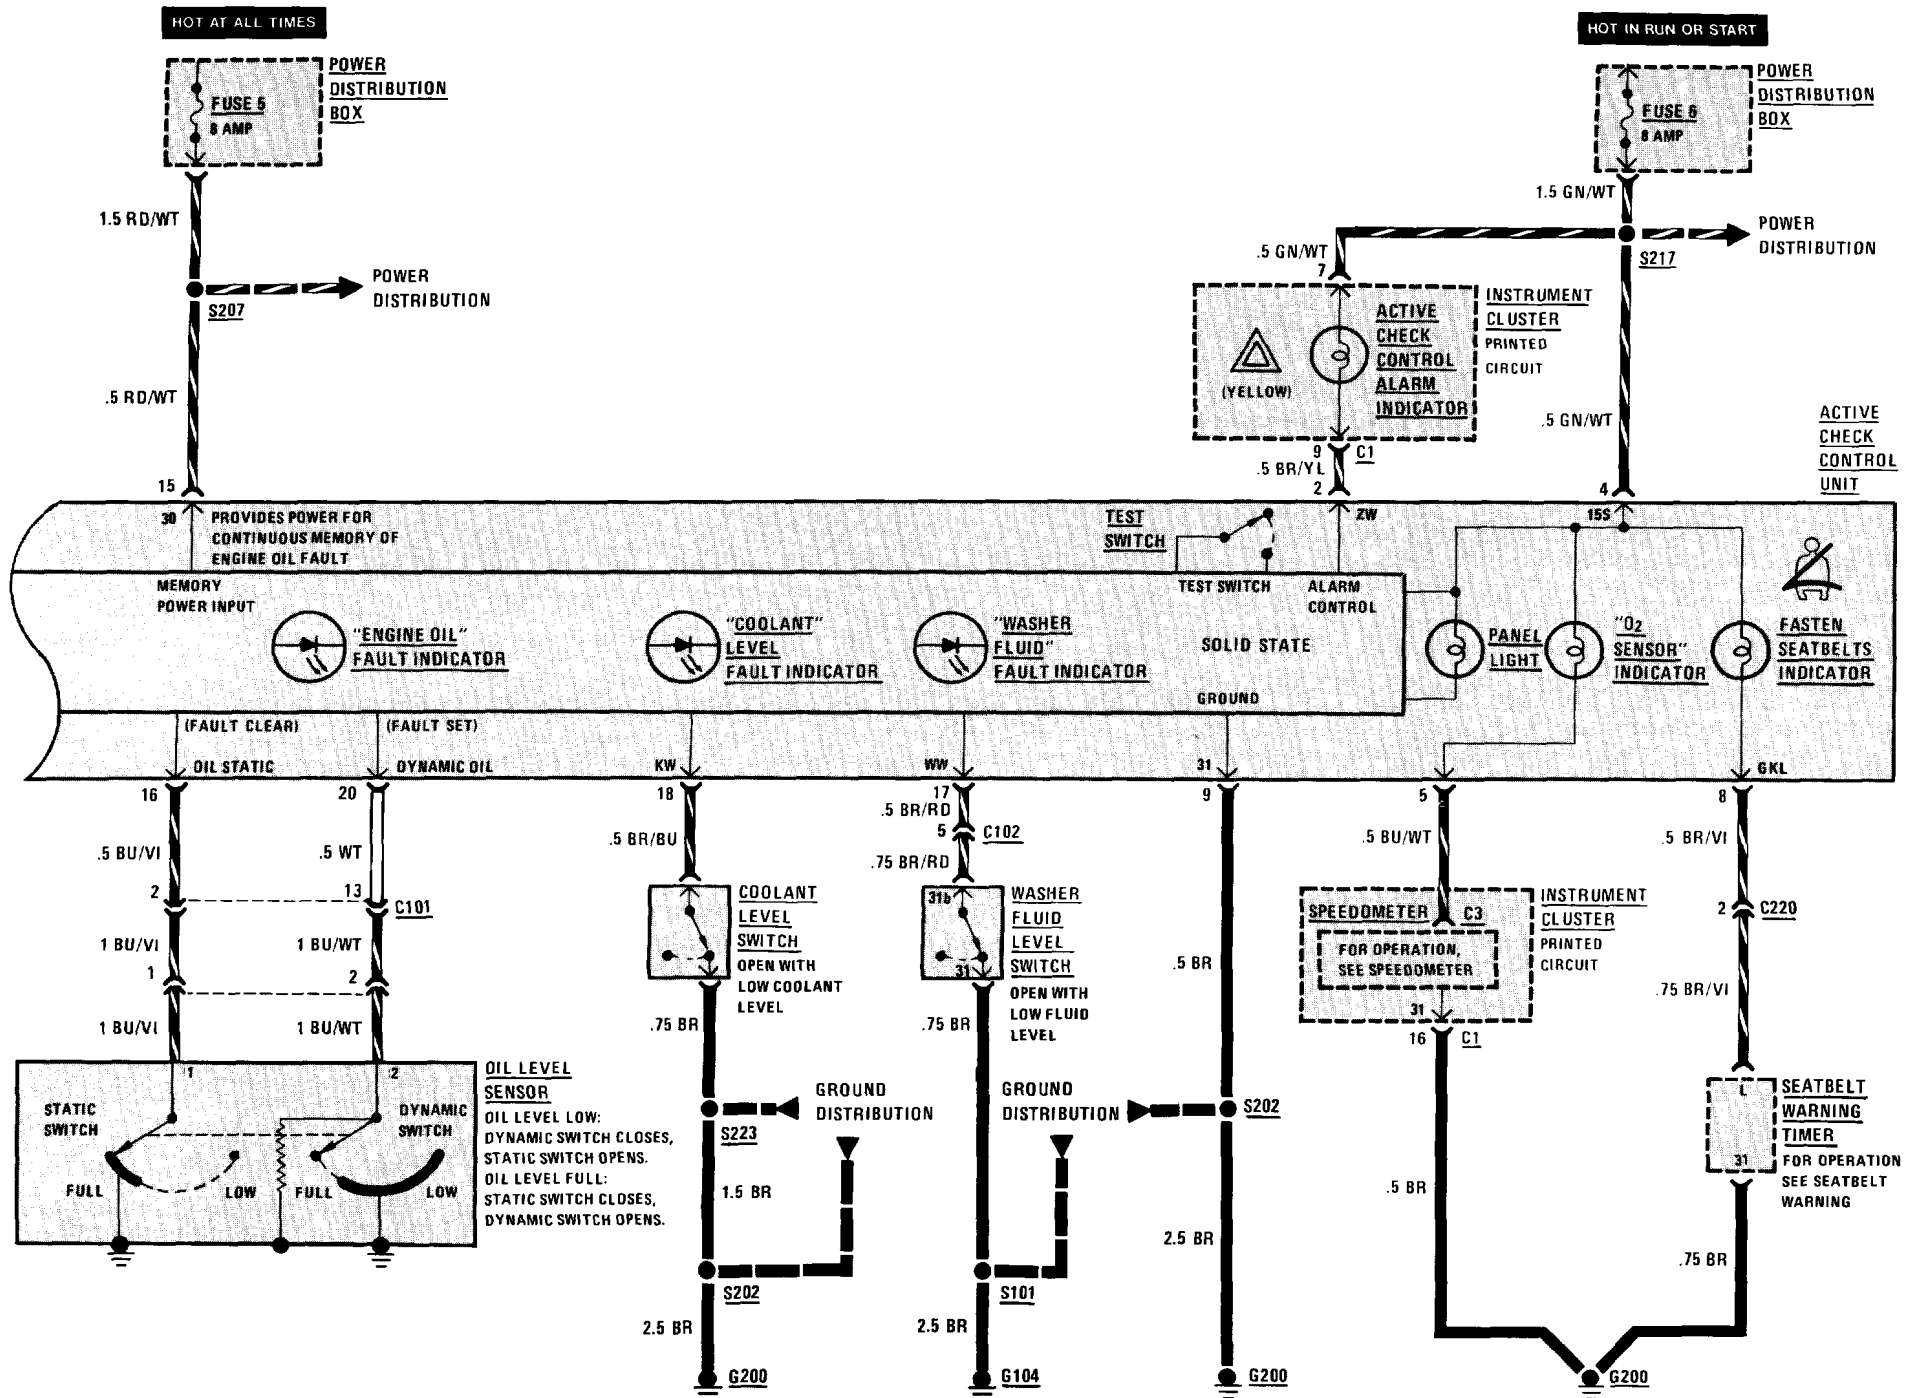 HOT AT ALL TIMES
POWER
DISTRIBUTION
BOX
FUSE 5
8 AMP
1.5 RD/WT
POWER
DISTRIBUTION
S207
.5 RD/WT
15
HOT IN RUN OR START
POWER
DISTRIBUTION
BOX
FUSE 6
8 AMP
1.5 GN/WT
POWER
DISTRIBUTION
S217
.5 GN/WT
7
INSTRUMENT
CLUSTER
PRINTED
CIRCUIT
ACTIVE
CHECK
CONTROL
ALARM
INDICATOR
(YELLOW)
9
C1
.5 BR/YL
2
.5 GN/WT
4
ACTIVE
CHECK
CONTROL
UNIT
30
PROVIDES POWER FOR
CONTINUOUS MEMORY OF
ENGINE OIL FAULT
TEST
SWITCH
ZW
15S
MEMORY
POWER INPUT
TEST SWITCH
ALARM
CONTROL
"ENGINE OIL"
FAULT INDICATOR
"COOLANT"
LEVEL
FAULT INDICATOR
"WASHER
FLUID"
FAULT INDICATOR
SOLID STATE
GROUND
PANEL
LIGHT
"O2
SENSOR"
INDICATOR
FASTEN
SEATBELTS
INDICATOR
(FAULT CLEAR)
(FAULT SET)
OIL STATIC
DYNAMIC OIL
KW
WW
31
GKL
16
20
18
17
9
5
8
.5 BU/VI
.5 WT
2
13
C101
1 BU/VI
1 BU/WT
1
2
1 BU/VI
1 BU/WT
1
2
OIL LEVEL
SENSOR
OIL LEVEL LOW:
DYNAMIC SWITCH CLOSES,
STATIC SWITCH OPENS.
OIL LEVEL FULL:
STATIC SWITCH CLOSES,
DYNAMIC SWITCH OPENS.
STATIC
SWITCH
DYNAMIC
SWITCH
FULL
LOW
FULL
LOW
.5 BR/BU
COOLANT
LEVEL
SWITCH
OPEN WITH
LOW COOLANT
LEVEL
.75 BR
GROUND
DISTRIBUTION
S223
1.5 BR
S202
2.5 BR
G200
.5 BR/RD
5
C102
.75 BR/RD
31b
31
WASHER
FLUID
LEVEL
SWITCH
OPEN WITH
LOW FLUID
LEVEL
.75 BR
GROUND
DISTRIBUTION
S101
2.5 BR
G104
.5 BR
S202
2.5 BR
G200
.5 BU/WT
SPEEDOMETER
C3
FOR OPERATION,
SEE SPEEDOMETER
31
INSTRUMENT
CLUSTER
PRINTED
CIRCUIT
16
C1
.5 BR
.5 BR/VI
2
C220
.75 BR/VI
L
31
SEATBELT
WARNING
TIMER
FOR OPERATION
SEE SEATBELT
WARNING
.75 BR
G200